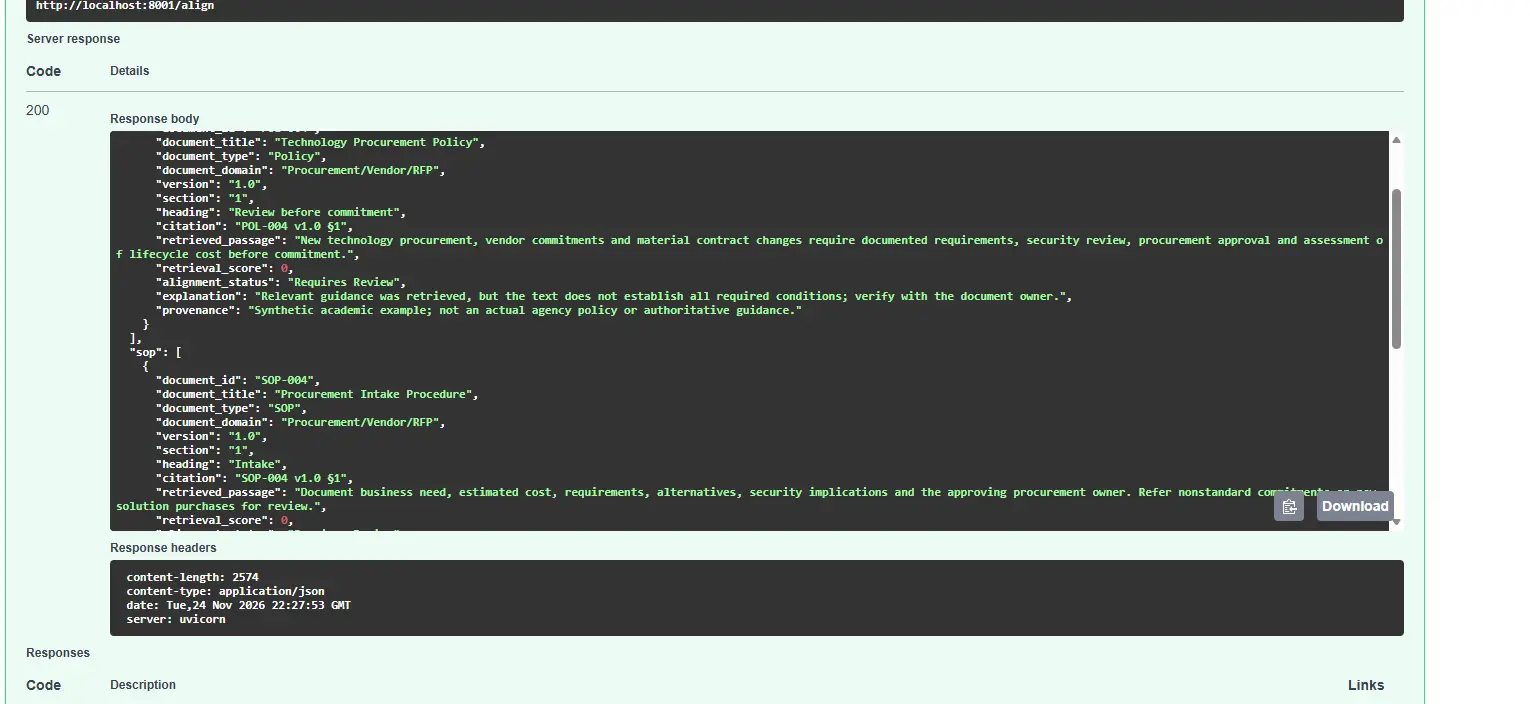 http://localhost:8001/align
Server response
Code Details
200
Response body
"document_title": "Technology Procurement Policy",
"document_type": "Policy",
"document_domain": "Procurement/Vendor/RFP",
"version": "1.0",
"section": "1",
"heading": "Review before commitment",
"citation": "POL-004 v1.0 §1",
"retrieved_passage": "New technology procurement, vendor commitments and material contract changes require documented requirements, security review, procurement approval and assessment o
f lifecycle cost before commitment.",
"retrieval_score": 0,
"alignment_status": "Requires Review",
"explanation": "Relevant guidance was retrieved, but the text does not establish all required conditions; verify with the document owner.",
"provenance": "Synthetic academic example; not an actual agency policy or authoritative guidance."
}
],
"sop": [
{
"document_id": "SOP-004",
"document_title": "Procurement Intake Procedure",
"document_type": "SOP",
"document_domain": "Procurement/Vendor/RFP",
"version": "1.0",
"section": "1",
"heading": "Intake",
"citation": "SOP-004 v1.0 §1",
"retrieved_passage": "Document business need, estimated cost, requirements, alternatives, security implications and the approving procurement owner. Refer nonstandard
solution purchases for review.",
"retrieval_score": 0,
Download
Response headers
content-length: 2574
content-type: application/json
date: Tue,24 Nov 2026 22:27:53 GMT
server: uvicorn
Responses
Code Description Links